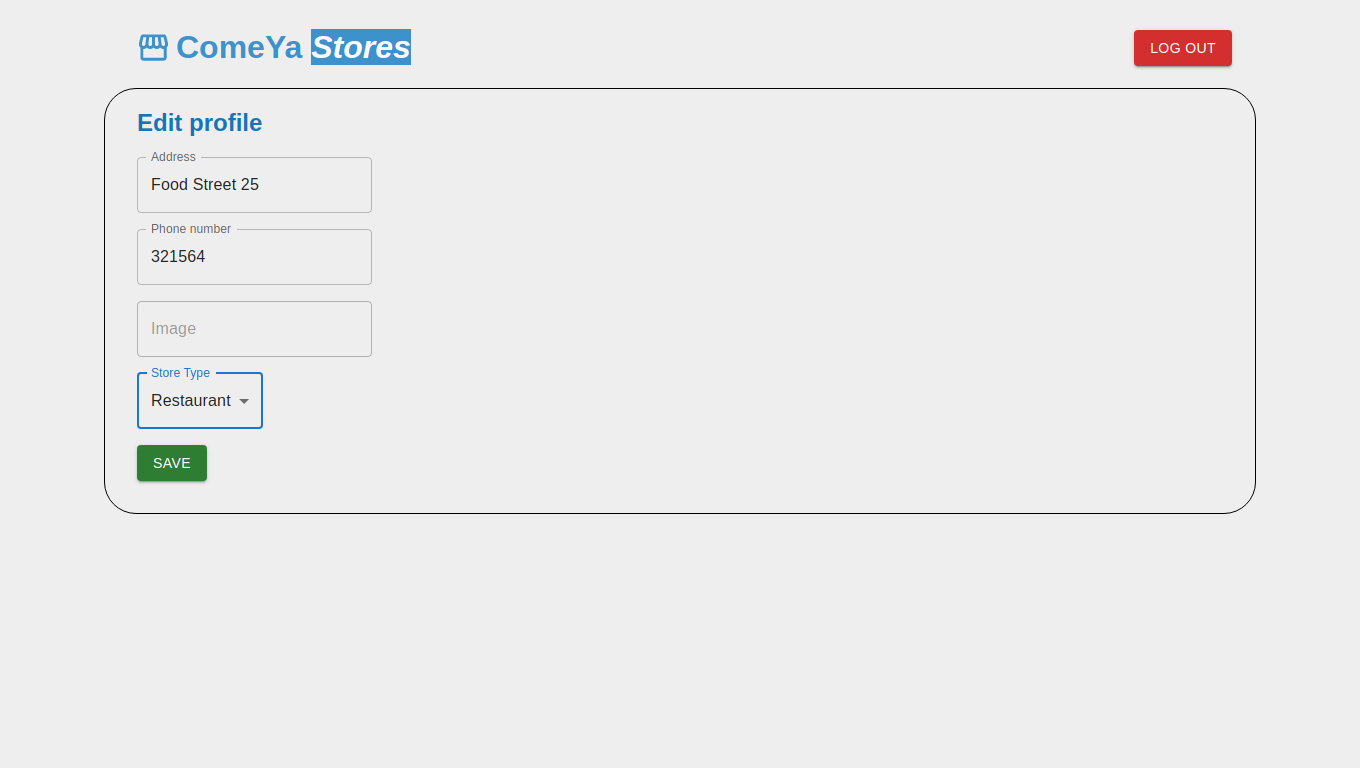 ComeYa Stores
LOG OUT
Edit profile
Address
Food Street 25
Phone number
321564
Image
Store Type
Restaurant
SAVE